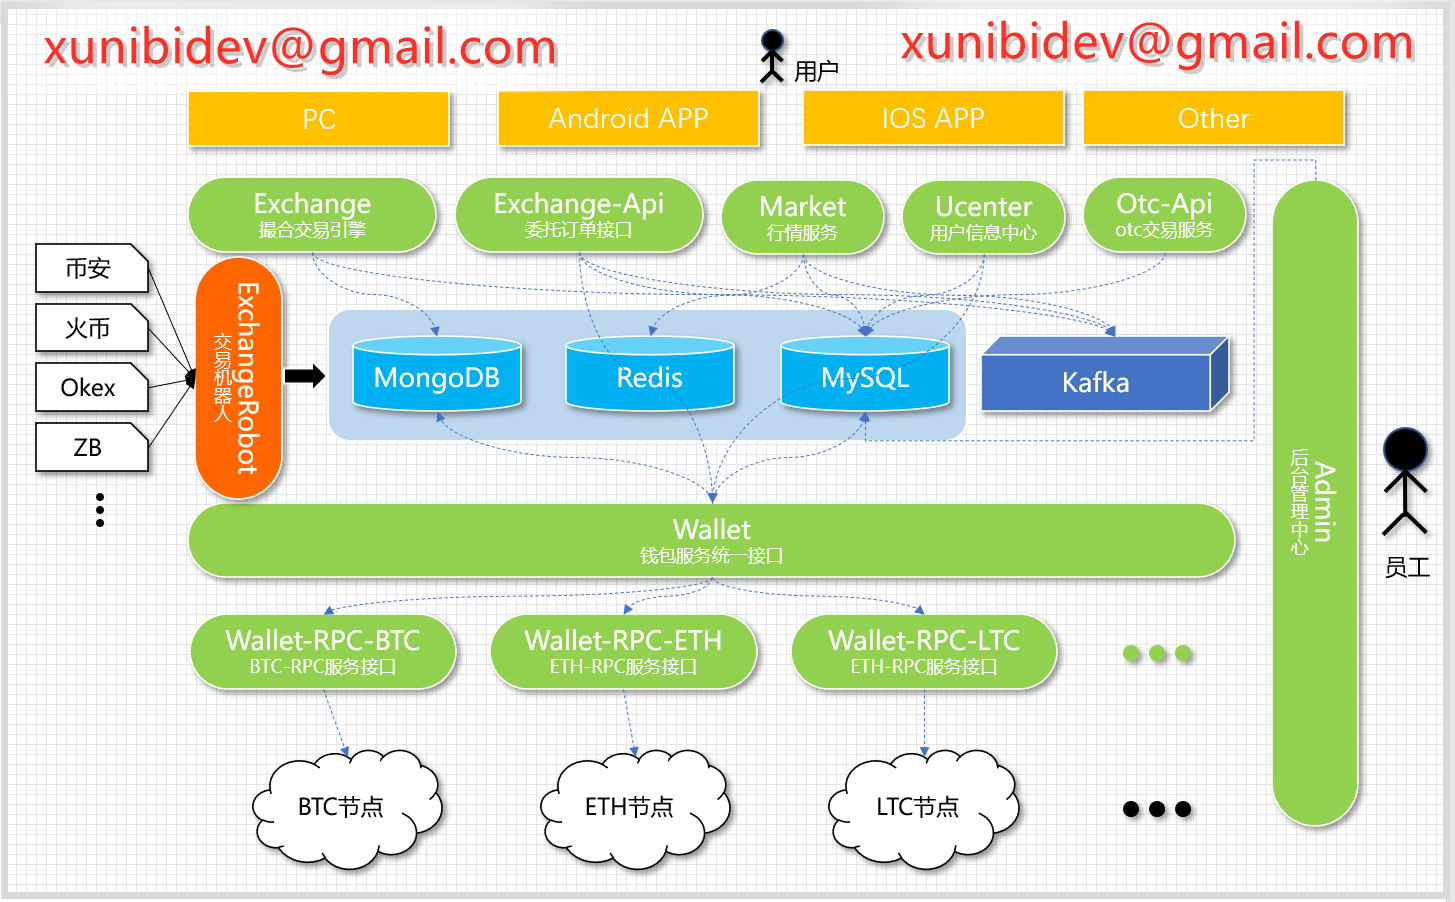 xunibidev@gmail.com
xunibidev@gmail.com
用户
PC
Android APP
IOS APP
Other
Exchange
撮合交易引擎
Exchange-Api
委托订单接口
Market
行情服务
Ucenter
用户信息中心
Otc-Api
otc交易服务
币安
火币
Okex
ZB
ExchangeRobot
交易机器人
MongoDB
Redis
MySQL
Kafka
Admin
后台管理中心
员工
Wallet
钱包服务统一接口
Wallet-RPC-BTC
BTC-RPC服务接口
Wallet-RPC-ETH
ETH-RPC服务接口
Wallet-RPC-LTC
ETH-RPC服务接口
BTC节点
ETH节点
LTC节点